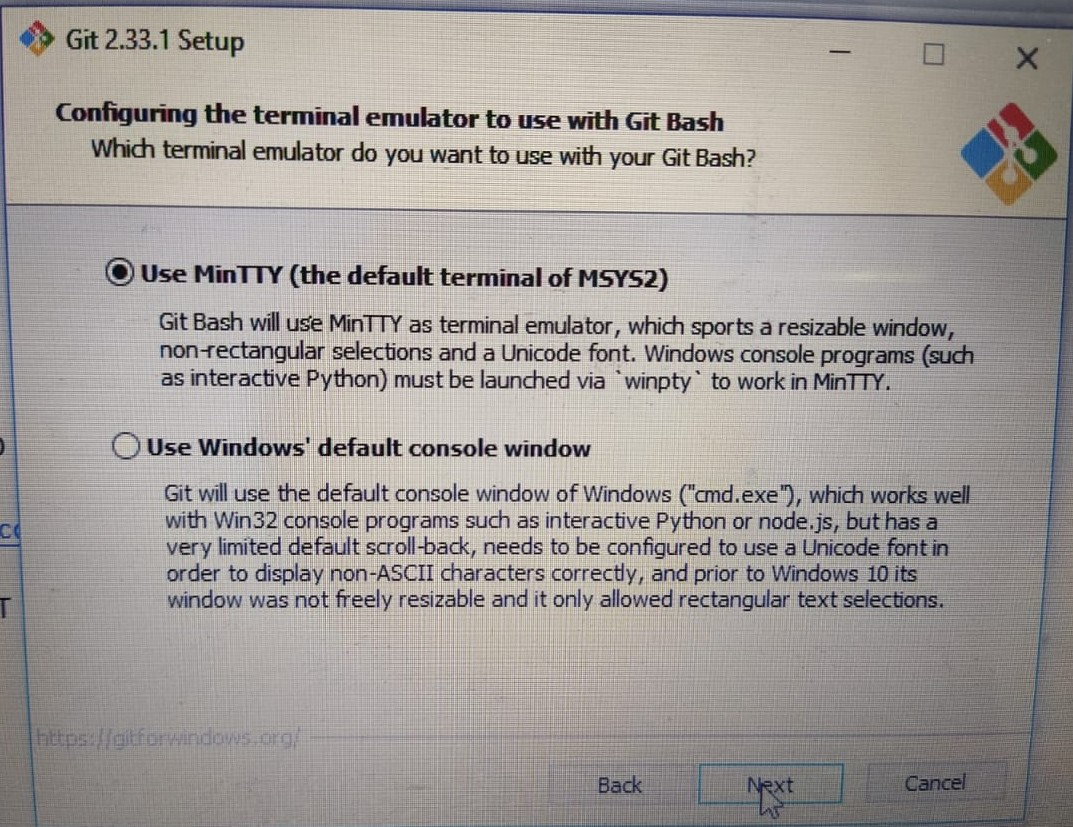 Git 2.33.1 Setup
Configuring the terminal emulator to use with Git Bash
Which terminal emulator do you want to use with your Git Bash?
Use MinTTY (the default terminal of MSYS2)
Git Bash will use MinTTY as terminal emulator, which sports a resizable window,
non-rectangular selections and a Unicode font. Windows console programs (such
as interactive Python) must be launched via `winpty` to work in MinTTY.
Use Windows' default console window
Git will use the default console window of Windows ("cmd.exe"), which works well
with Win32 console programs such as interactive Python or node.js, but has a
very limited default scroll-back, needs to be configured to use a Unicode font in
order to display non-ASCII characters correctly, and prior to Windows 10 its
window was not freely resizable and it only allowed rectangular text selections.
https://gitforwindows.org/
Back Next Cancel